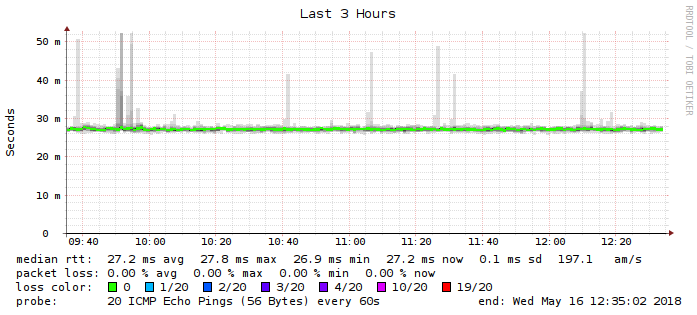 Last 3 Hours
RRDTOOL / TOBI OETIKER
Seconds
50 m
40 m
30 m
20 m
10 m
0
09:40 10:00 10:20 10:40 11:00 11:20 11:40 12:00 12:20
median rtt: 27.2 ms avg 27.8 ms max 26.9 ms min 27.2 ms now 0.1 ms sd 197.1 am/s
packet loss: 0.00 % avg 0.00 % max 0.00 % min 0.00 % now
loss color: 0 1/20 2/20 3/20 4/20 10/20 19/20
probe: 20 ICMP Echo Pings (56 Bytes) every 60s end: Wed May 16 12:35:02 2018